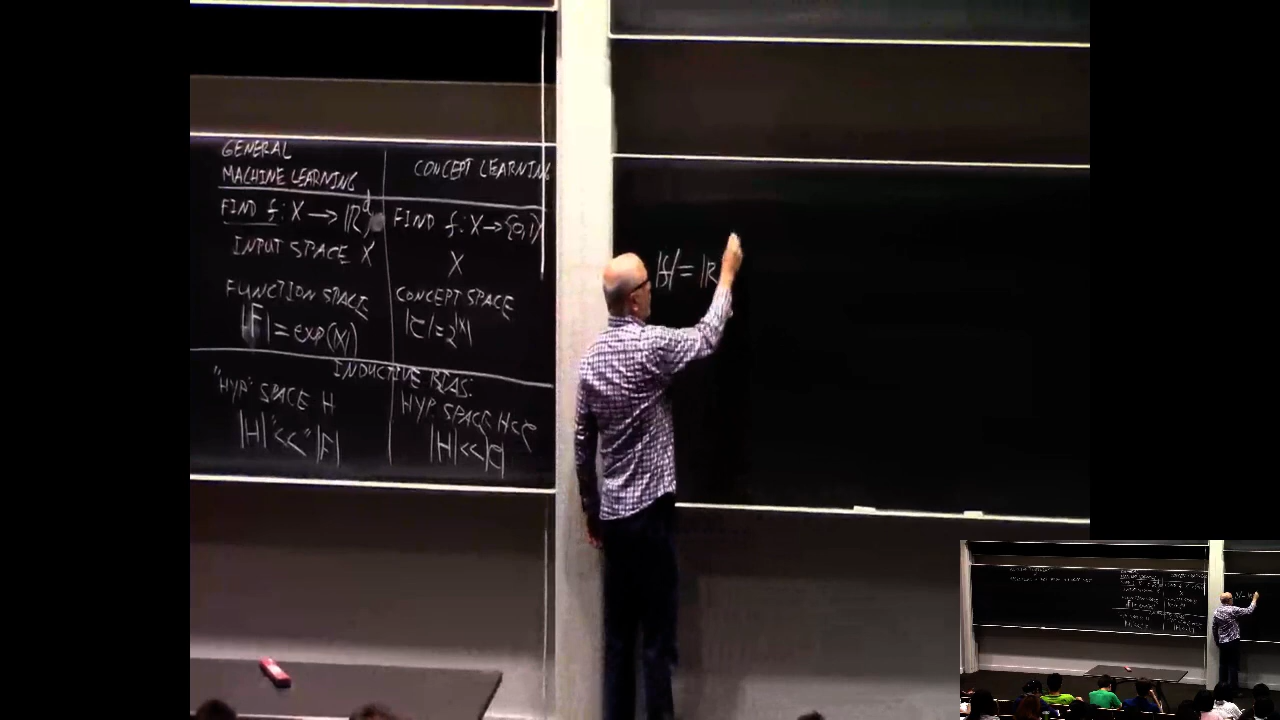 GENERAL
MACHINE LEARNING
CONCEPT LEARNING
FIND f: X → ℝᵈ
FIND f: X → {0,1}
INPUT SPACE X
X
FUNCTION SPACE
CONCEPT SPACE
|F| = exp(|X|)
|C| = 2^|X|
INDUCTIVE BIAS:
"HYP." SPACE H
HYP. SPACE H⊂C
|H| "<<" |F|
|H| << |C|
= |ℝ